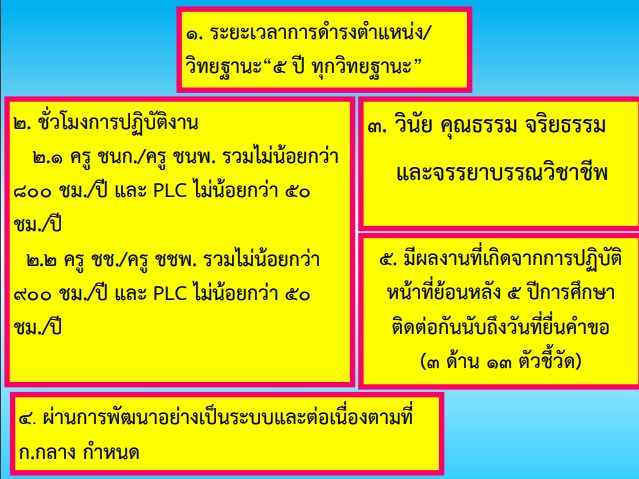 ๑. ระยะเวลาการดำรงตำแหน่ง/
วิทยฐานะ“๕ ปี ทุกวิทยฐานะ”
๒. ชั่วโมงการปฏิบัติงาน
๒.๑ ครู ชนก./ครู ชนพ. รวมไม่น้อยกว่า
๘๐๐ ชม./ปี และ PLC ไม่น้อยกว่า ๕๐
ชม./ปี
๒.๒ ครู ชช./ครู ชชพ. รวมไม่น้อยกว่า
๙๐๐ ชม./ปี และ PLC ไม่น้อยกว่า ๕๐
ชม./ปี
๓. วินัย คุณธรรม จริยธรรม
และจรรยาบรรณวิชาชีพ
๕. มีผลงานที่เกิดจากการปฏิบัติ
หน้าที่ย้อนหลัง ๕ ปีการศึกษา
ติดต่อกันนับถึงวันที่ยื่นคำขอ
(๓ ด้าน ๑๓ ตัวชี้วัด)
๔. ผ่านการพัฒนาอย่างเป็นระบบและต่อเนื่องตามที่
ก.กลาง กำหนด